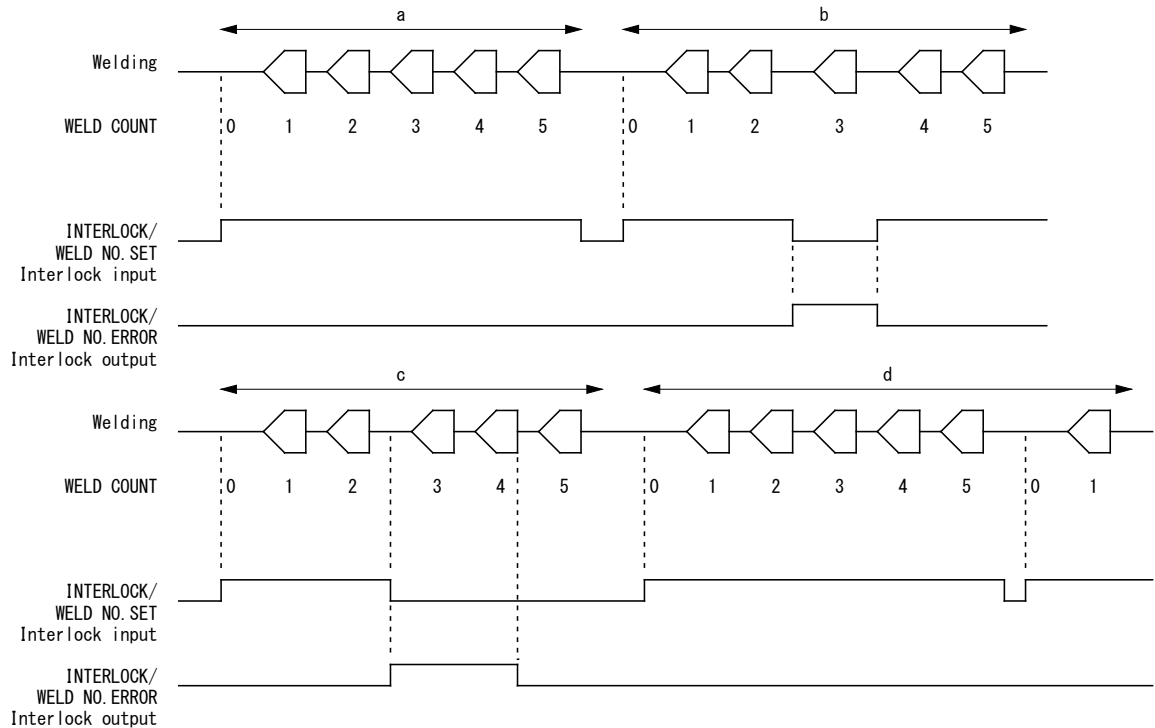 a b
Welding
WELD COUNT 0 1 2 3 4 5 0 1 2 3 4 5
INTERLOCK/
WELD NO.SET
Interlock input
INTERLOCK/
WELD NO.ERROR
Interlock output
c d
Welding
WELD COUNT 0 1 2 3 4 5 0 1 2 3 4 5 0 1
INTERLOCK/
WELD NO.SET
Interlock input
INTERLOCK/
WELD NO.ERROR
Interlock output